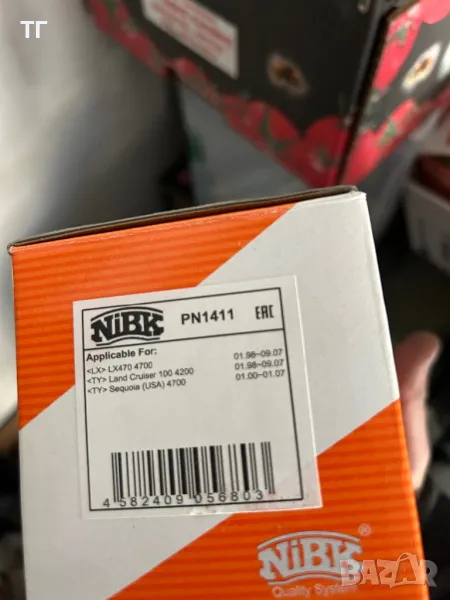 TT
NiBK PN1411 EAC
Applicable For:
<LX> LX470 4700 01.98-09.07
<TY> Land Cruiser 100 4200 01.98-09.07
<TY> Sequoia (USA) 4700 01.00-01.07
4 582409 056803
NiBK®
Quality System
BAZAR